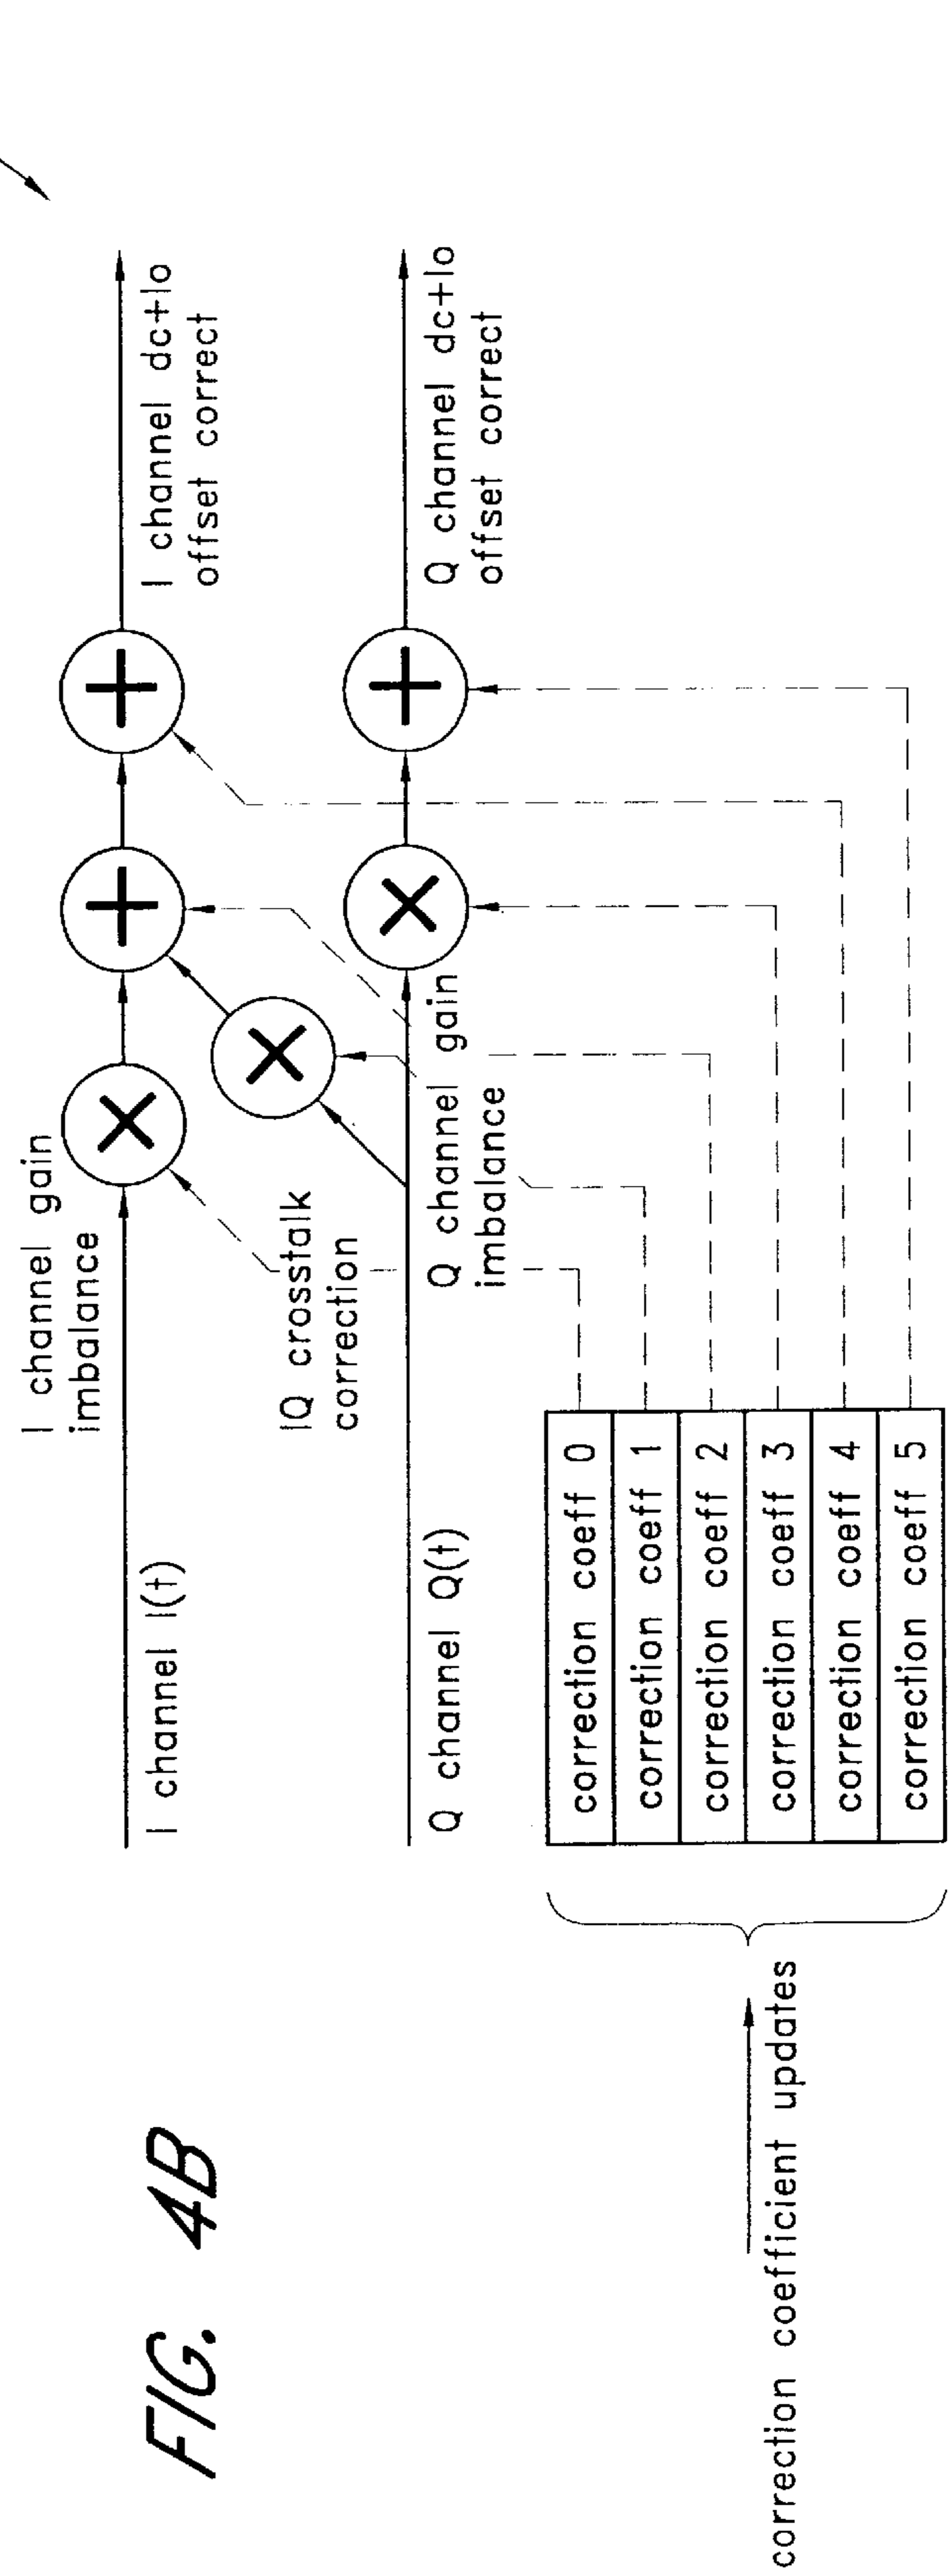 FIG. 4B
I channel I(t)
I channel gain
imbalance
I channel dc+lo
offset correct
IQ crosstalk
correction
Q channel Q(t)
Q channel gain
imbalance
Q channel dc+lo
offset correct
correction coeff 0
correction coeff 1
correction coeff 2
correction coeff 3
correction coeff 4
correction coeff 5
correction coefficient updates